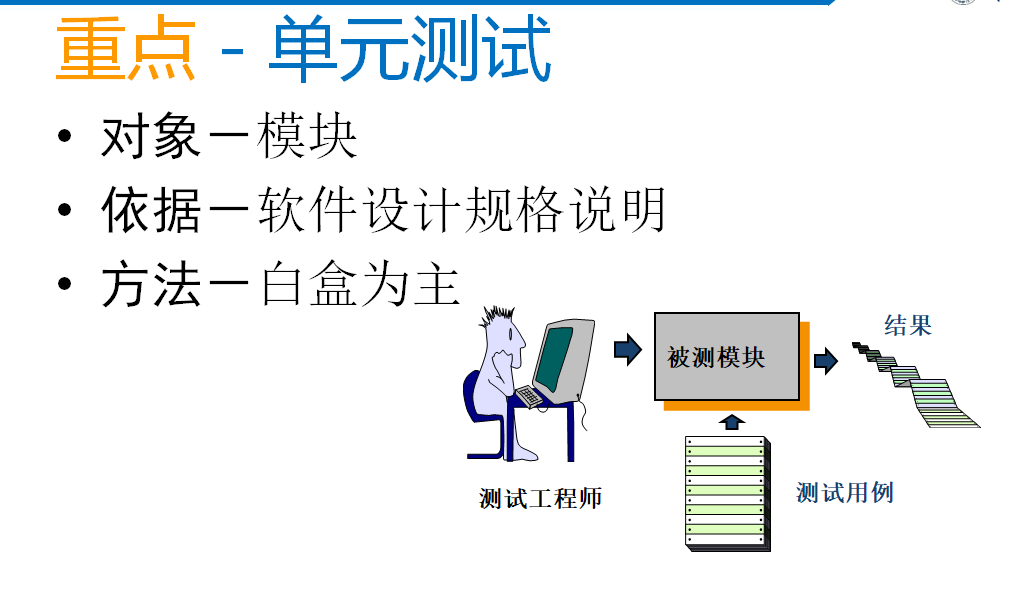 重点 - 单元测试
• 对象－模块
• 依据－软件设计规格说明
• 方法－白盒为主
结果
被测模块
测试用例
测试工程师